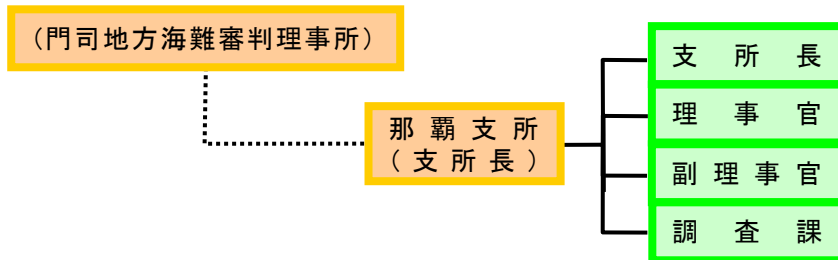 (門司地方海難審判理事所)
那覇支所
(支所長)
支所長
理事官
副理事官
調査課